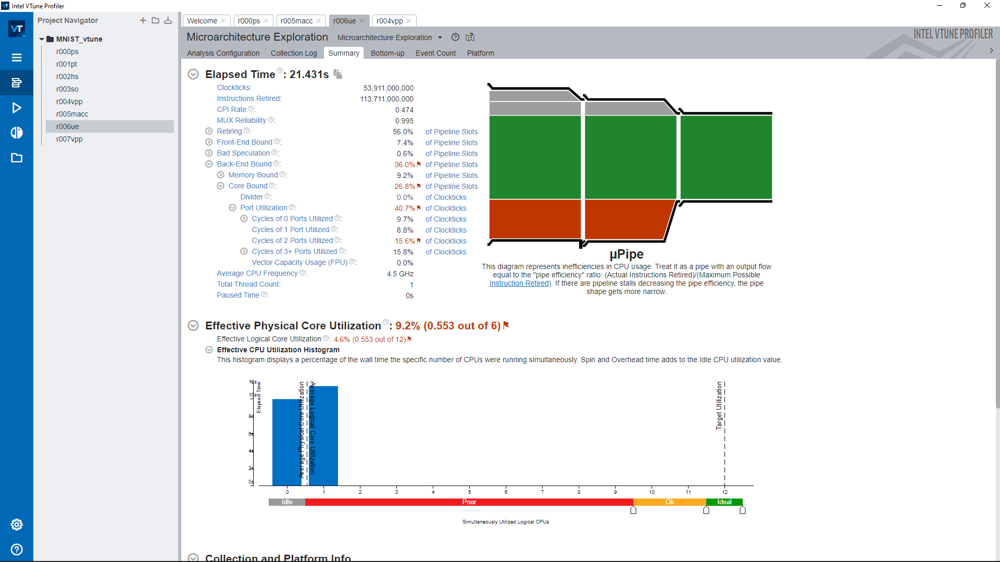 Intel VTune Profiler
VT
Project Navigator
MNIST_vtune
r000ps
r001pt
r002hs
r003so
r004vpp
r005macc
r006ue
r007vpp
Welcome
r000ps
r005macc
r006ue
r004vpp
Microarchitecture Exploration
Microarchitecture Exploration
INTEL VTUNE PROFILER
Analysis Configuration
Collection Log
Summary
Bottom-up
Event Count
Platform
Elapsed Time ?: 21.431s
Clockticks: 53,911,000,000
Instructions Retired: 113,711,000,000
CPI Rate ?: 0.474
MUX Reliability ?: 0.995
Retiring ?: 56.0% of Pipeline Slots
Front-End Bound ?: 7.4% of Pipeline Slots
Bad Speculation ?: 0.6% of Pipeline Slots
Back-End Bound ?: 36.0% of Pipeline Slots
Memory Bound ?: 9.2% of Pipeline Slots
Core Bound ?: 26.8% of Pipeline Slots
Divider ?: 0.0% of Clockticks
Port Utilization ?: 40.7% of Clockticks
Cycles of 0 Ports Utilized ?: 9.7% of Clockticks
Cycles of 1 Port Utilized ?: 8.8% of Clockticks
Cycles of 2 Ports Utilized ?: 15.6% of Clockticks
Cycles of 3+ Ports Utilized ?: 15.8% of Clockticks
Vector Capacity Usage (FPU) ?: 0.0%
Average CPU Frequency ?: 4.5 GHz
Total Thread Count: 1
Paused Time ?: 0s
µPipe
This diagram represents inefficiencies in CPU usage. Treat it as a pipe with an output flow
equal to the "pipe efficiency" ratio: (Actual Instructions Retired)/(Maximum Possible
Instruction Retired). If there are pipeline stalls decreasing the pipe efficiency, the pipe
shape gets more narrow.
Effective Physical Core Utilization ?: 9.2% (0.553 out of 6)
Effective Logical Core Utilization ?: 4.6% (0.553 out of 12)
Effective CPU Utilization Histogram
This histogram displays a percentage of the wall time the specific number of CPUs were running simultaneously. Spin and Overhead time adds to the Idle CPU utilization value.
Elapsed Time
12s
10s
8s
6s
4s
2s
0s
Average Physical Core Utilization
Average Logical Core Utilization
Target Utilization
0 1 2 3 4 5 6 7 8 9 10 11 12
Idle Poor Ok Ideal
Simultaneously Utilized Logical CPUs
Collection and Platform Info